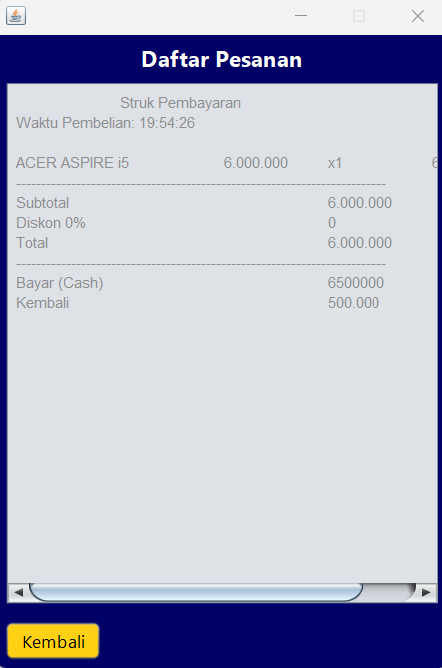 Daftar Pesanan
Struk Pembayaran
Waktu Pembelian: 19:54:26
ACER ASPIRE i5 6.000.000 x1
--------------------------------------------------------------------------------------------
Subtotal 6.000.000
Diskon 0% 0
Total 6.000.000
--------------------------------------------------------------------------------------------
Bayar (Cash) 6500000
Kembali 500.000
Kembali